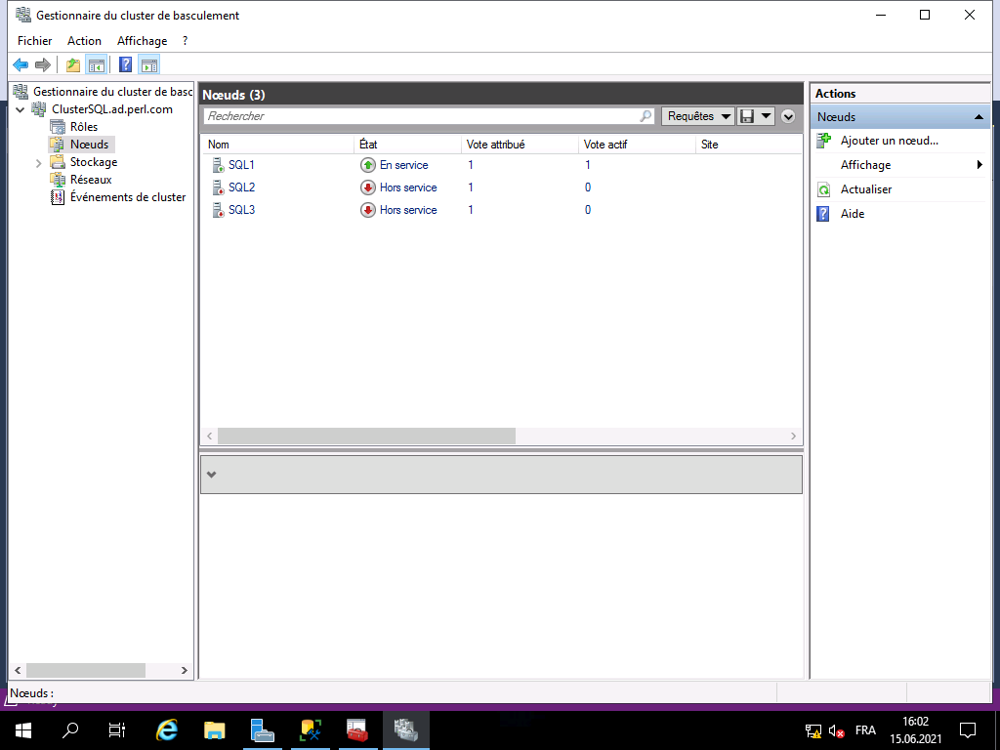 Gestionnaire du cluster de basculement
Fichier Action Affichage ?
Gestionnaire du cluster de basc
ClusterSQL.ad.perl.com
Rôles
Nœuds
Stockage
Réseaux
Événements de cluster
Nœuds (3)
Rechercher
Requêtes
Nom État Vote attribué Vote actif Site
SQL1 En service 1 1
SQL2 Hors service 1 0
SQL3 Hors service 1 0
Actions
Nœuds
Ajouter un nœud...
Affichage
Actualiser
Aide
Nœuds :
FRA
16:02
15.06.2021